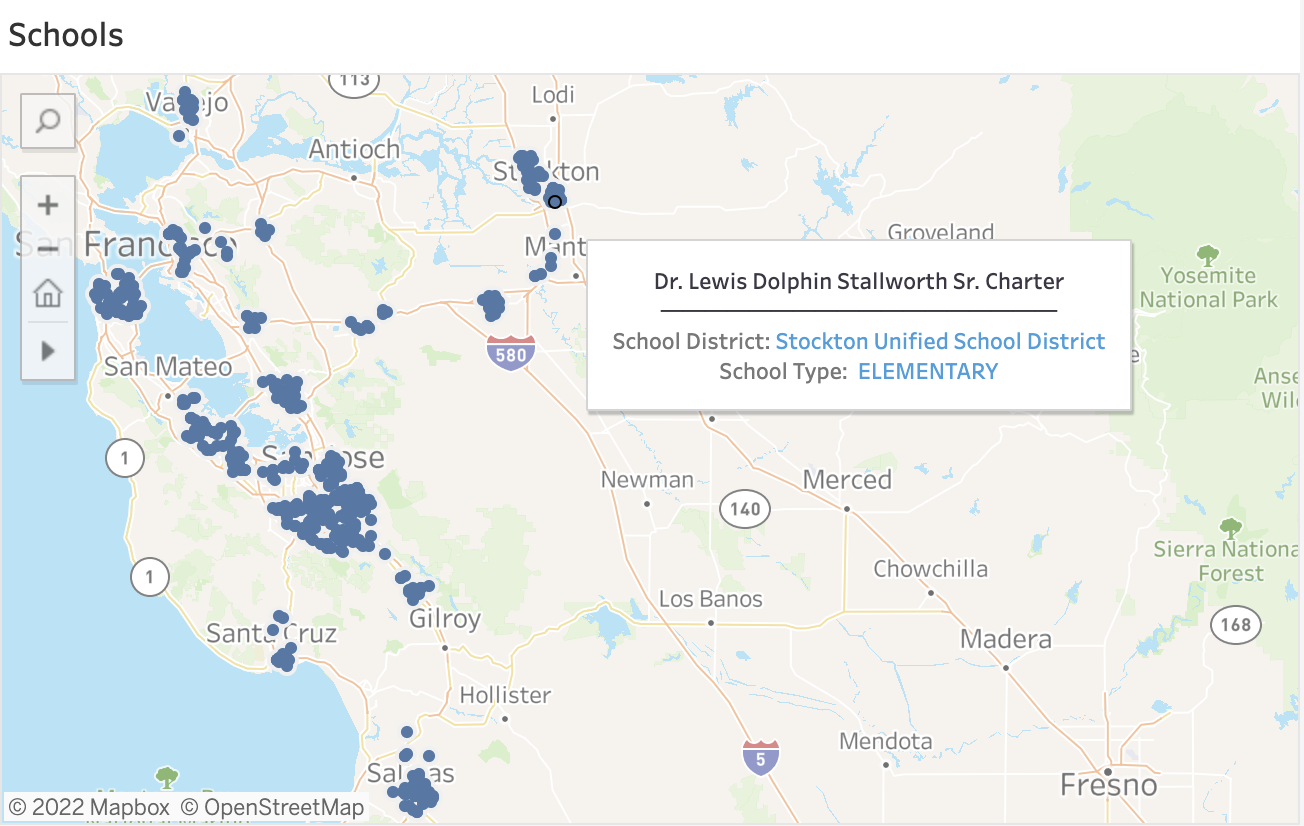 Schools
113
Lodi
Vallejo
Antioch
Stockton
Groveland
San Francisco
Dr. Lewis Dolphin Stallworth Sr. Charter
Yosemite
National Park
School District: Stockton Unified School District
580
San Mateo
School Type: ELEMENTARY
1
San Jose
Newman
Merced
140
Sierra Nationa
Forest
1
Chowchilla
Los Banos
Gilroy
168
Santa Cruz
Madera
Hollister
Mendota
5
Salinas
Fresno
© 2022 Mapbox © OpenStreetMap